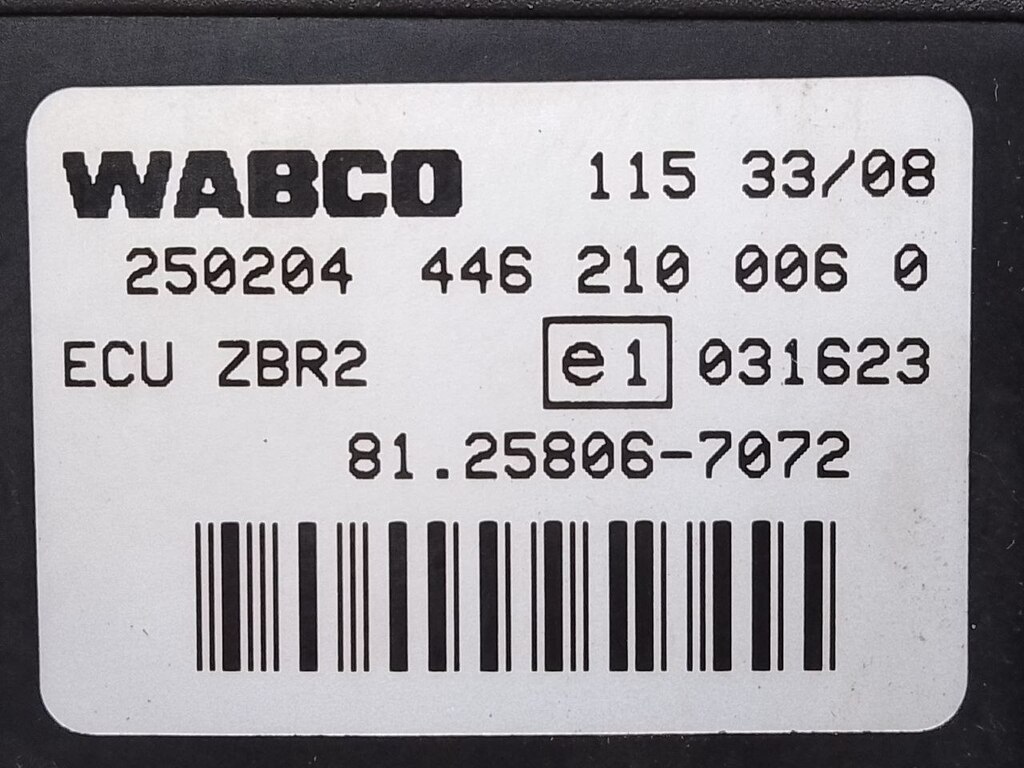 WABCO 115 33/08
250204 446 210 006 0
ECU ZBR2 e1 031623
81.25806-7072